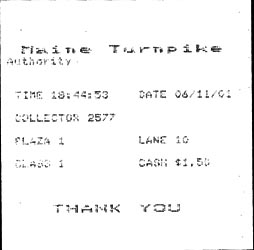 Maine Turnpike
Authority
TIME 18:44:53 DATE 06/11/01
COLLECTOR 2577
PLAZA 1 LANE 10
CLASS 1 CASH $1.50
THANK YOU